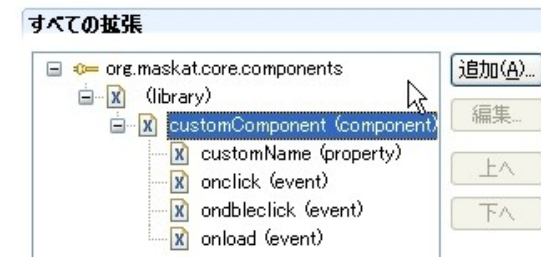 すべての拡張
org.maskat.core.components
追加(A)...
(library)
編集...
customComponent (component)
customName (property)
上へ
onclick (event)
ondbleclick (event)
下へ
onload (event)